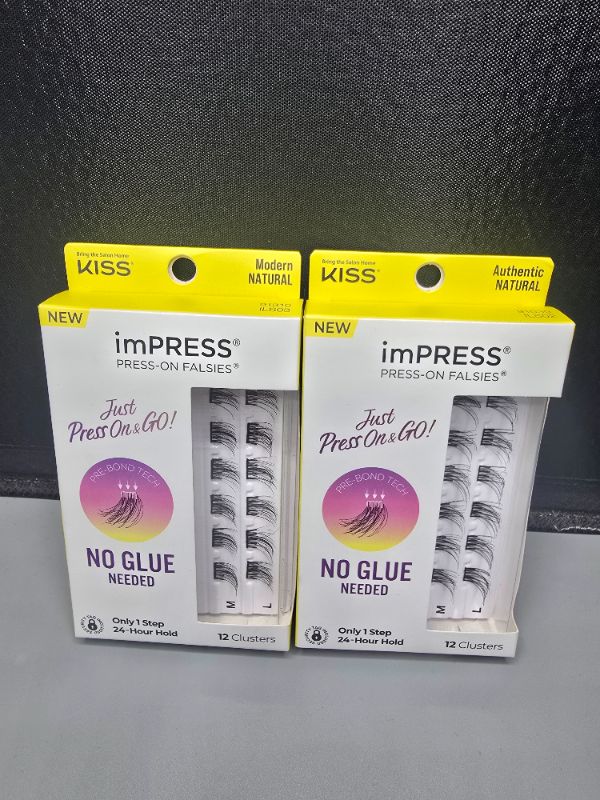 Bring the Salon Home
KISS®
Modern
NATURAL
NEW
imPRESS®
PRESS-ON FALSIES®
Just
Press On & GO!
PRE-BOND TECH
NO GLUE
NEEDED
Only 1 Step
24-Hour Hold
12 Clusters
M
L
Bring the Salon Home
KISS®
Authentic
NATURAL
NEW
imPRESS®
PRESS-ON FALSIES®
Just
Press On & GO!
PRE-BOND TECH
NO GLUE
NEEDED
Only 1 Step
24-Hour Hold
12 Clusters
M
L